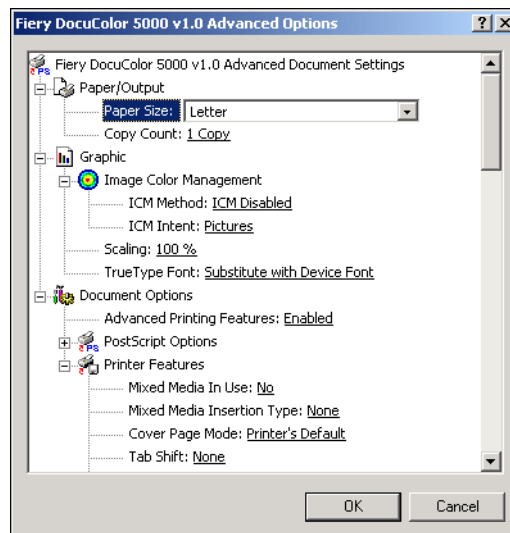 Fiery DocuColor 5000 v1.0 Advanced Options
Fiery DocuColor 5000 v1.0 Advanced Document Settings
Paper/Output
Paper Size: Letter
Copy Count: 1 Copy
Graphic
Image Color Management
ICM Method: ICM Disabled
ICM Intent: Pictures
Scaling: 100 %
TrueType Font: Substitute with Device Font
Document Options
Advanced Printing Features: Enabled
PostScript Options
Printer Features
Mixed Media In Use: No
Mixed Media Insertion Type: None
Cover Page Mode: Printer's Default
Tab Shift: None
OK Cancel